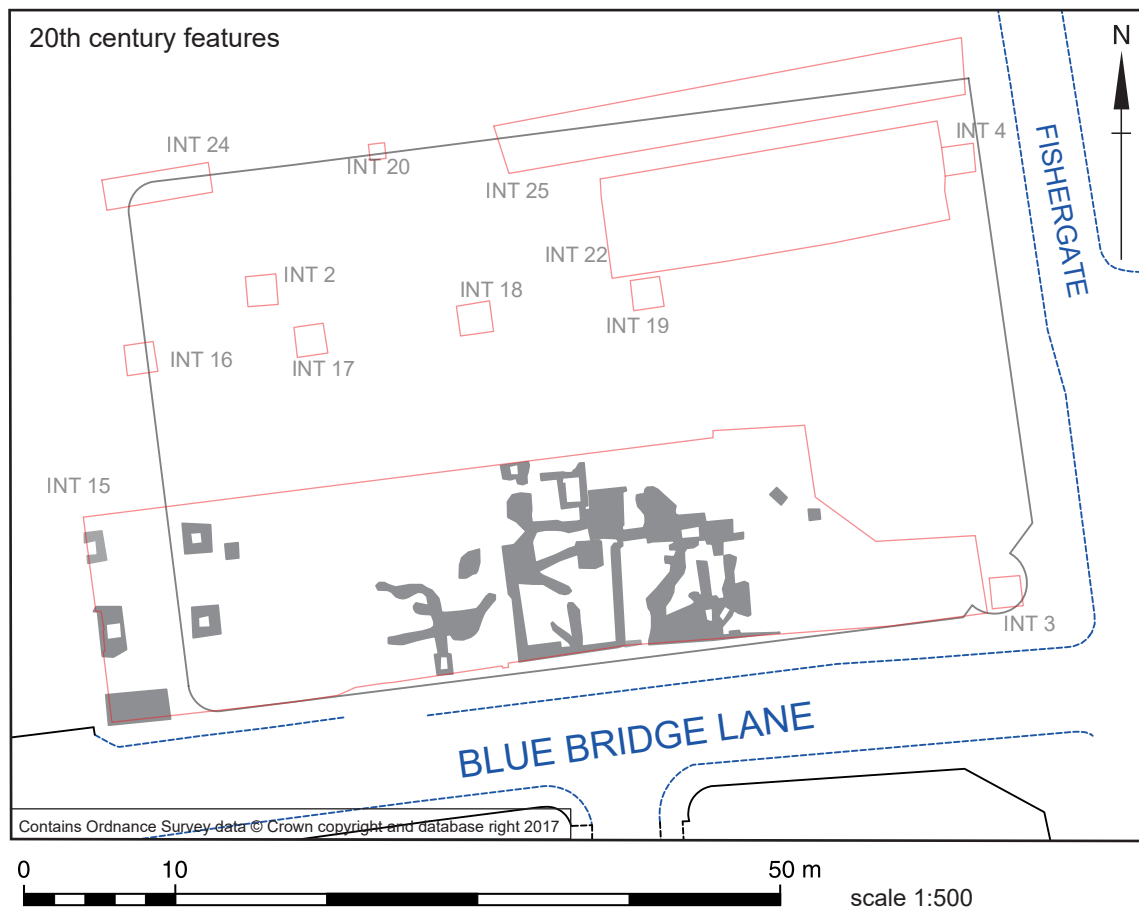 20th century features
N
INT 24
INT 20
INT 4
INT 25
FISHERGATE
INT 22
INT 2
INT 18
INT 19
INT 16
INT 17
INT 15
INT 3
BLUE BRIDGE LANE
Contains Ordnance Survey data © Crown copyright and database right 2017
0 10 50 m
scale 1:500